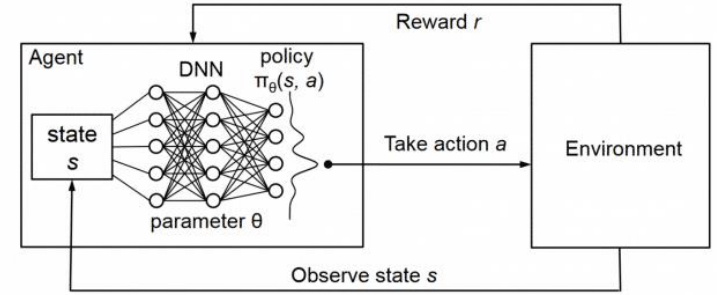 Reward r
Agent
policy
DNN
πθ(s, a)
state
s
Take action a
Environment
parameter θ
Observe state s